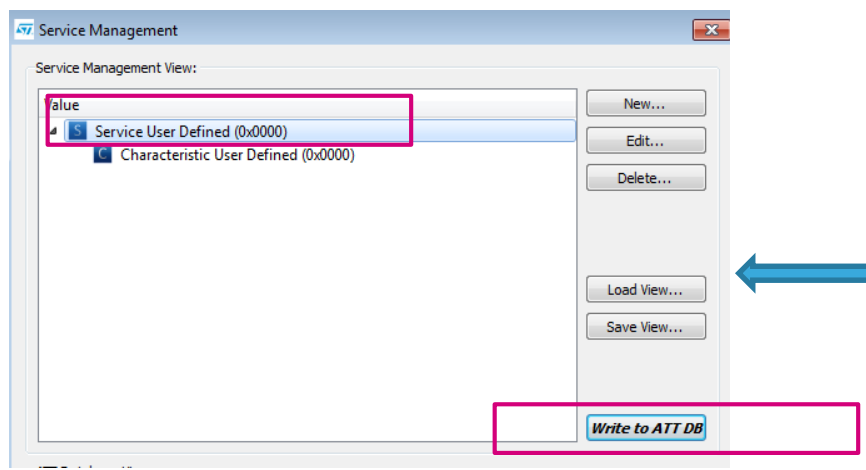 Service Management
Service Management View:
Value
New...
S Service User Defined (0x0000)
Edit...
C Characteristic User Defined (0x0000)
Delete...
Load View...
Save View...
Write to ATT DB